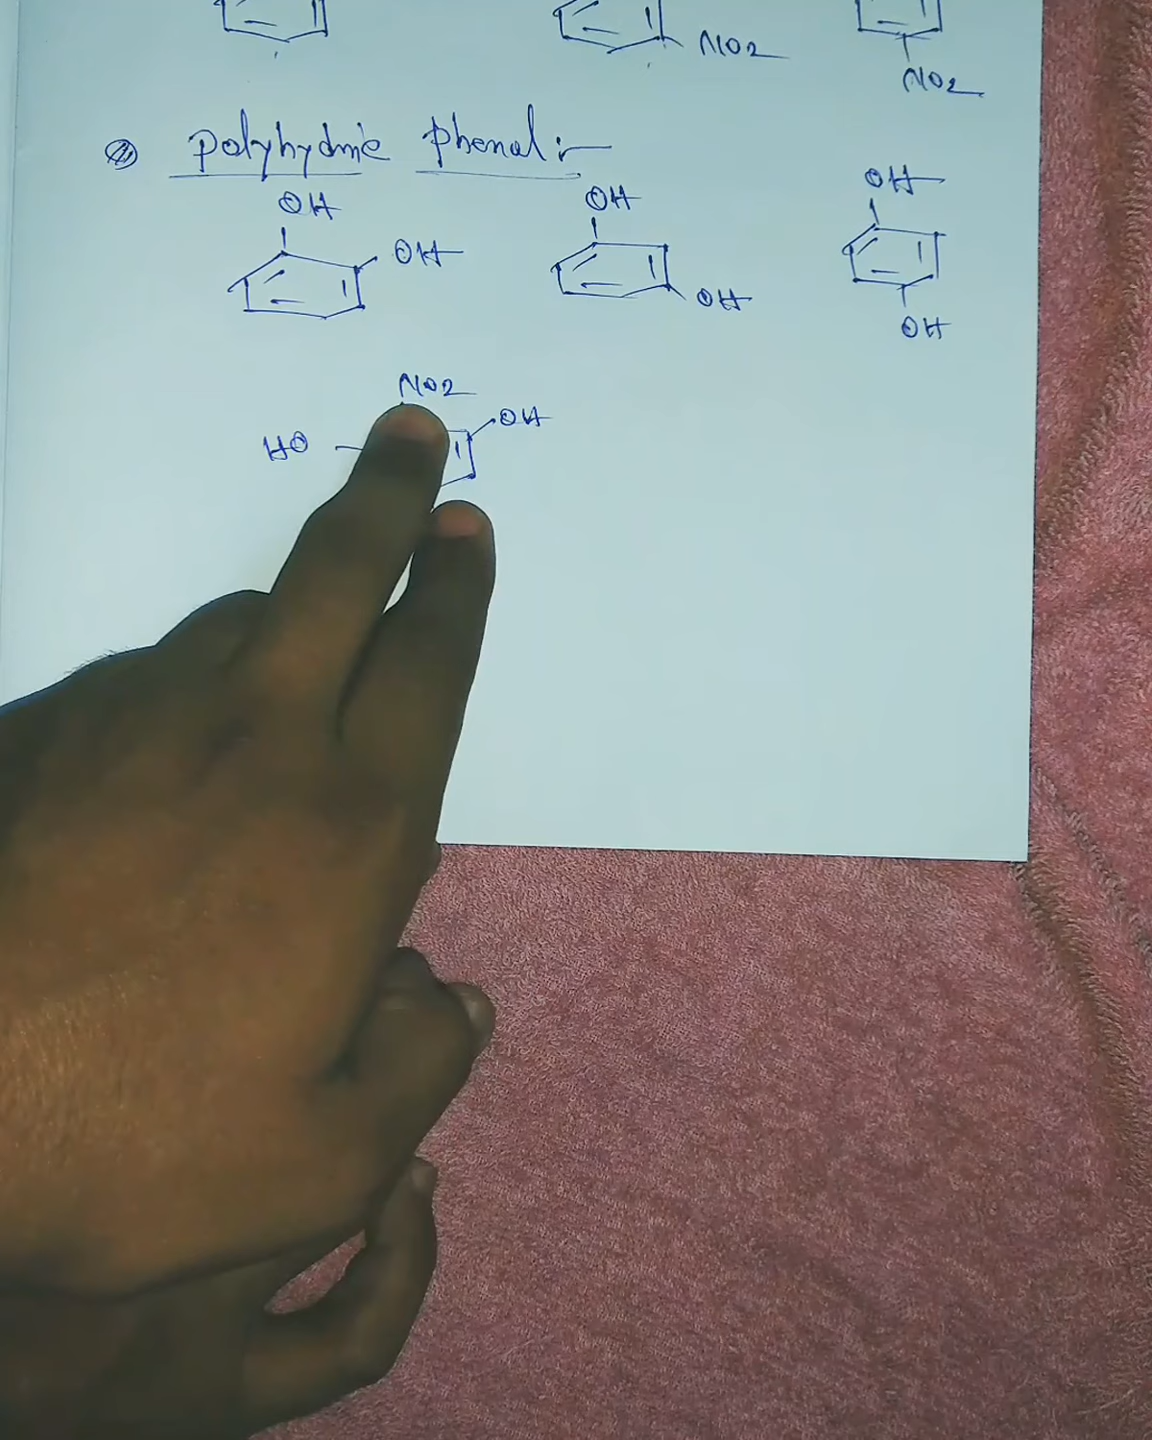 NO2
NO2
polyhydric phenol :-
OH OH OH
OH OH
OH
NO2
HO OH